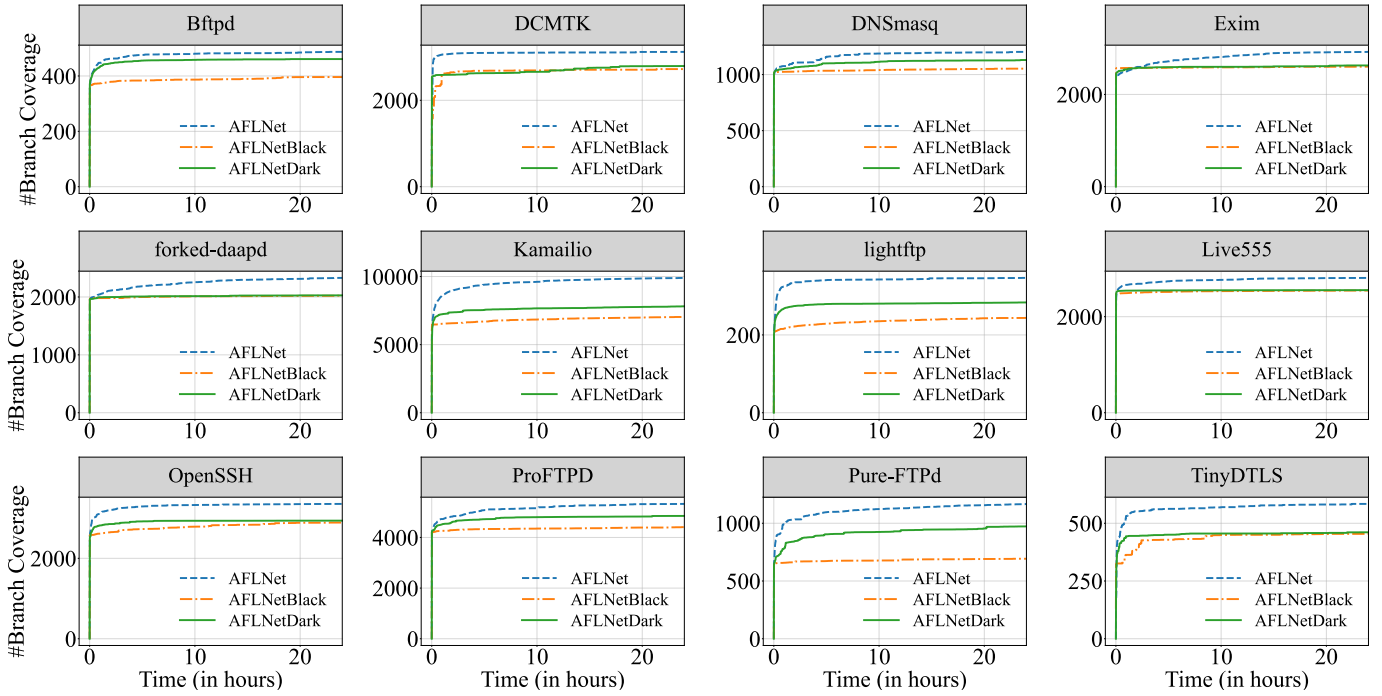 Bftpd
#Branch Coverage
400
200
0
AFLNet
AFLNetBlack
AFLNetDark
0 10 20
DCMTK
2000
0
AFLNet
AFLNetBlack
AFLNetDark
0 10 20
DNSmasq
1000
500
0
AFLNet
AFLNetBlack
AFLNetDark
0 10 20
Exim
2000
0
AFLNet
AFLNetBlack
AFLNetDark
0 10 20
forked-daapd
#Branch Coverage
2000
1000
0
AFLNet
AFLNetBlack
AFLNetDark
0 10 20
Kamailio
10000
5000
0
AFLNet
AFLNetBlack
AFLNetDark
0 10 20
lightftp
200
0
AFLNet
AFLNetBlack
AFLNetDark
0 10 20
Live555
2000
0
AFLNet
AFLNetBlack
AFLNetDark
0 10 20
OpenSSH
#Branch Coverage
2000
0
AFLNet
AFLNetBlack
AFLNetDark
0 10 20
Time (in hours)
ProFTPD
4000
2000
0
AFLNet
AFLNetBlack
AFLNetDark
0 10 20
Time (in hours)
Pure-FTPd
1000
500
0
AFLNet
AFLNetBlack
AFLNetDark
0 10 20
Time (in hours)
TinyDTLS
500
250
0
AFLNet
AFLNetBlack
AFLNetDark
0 10 20
Time (in hours)